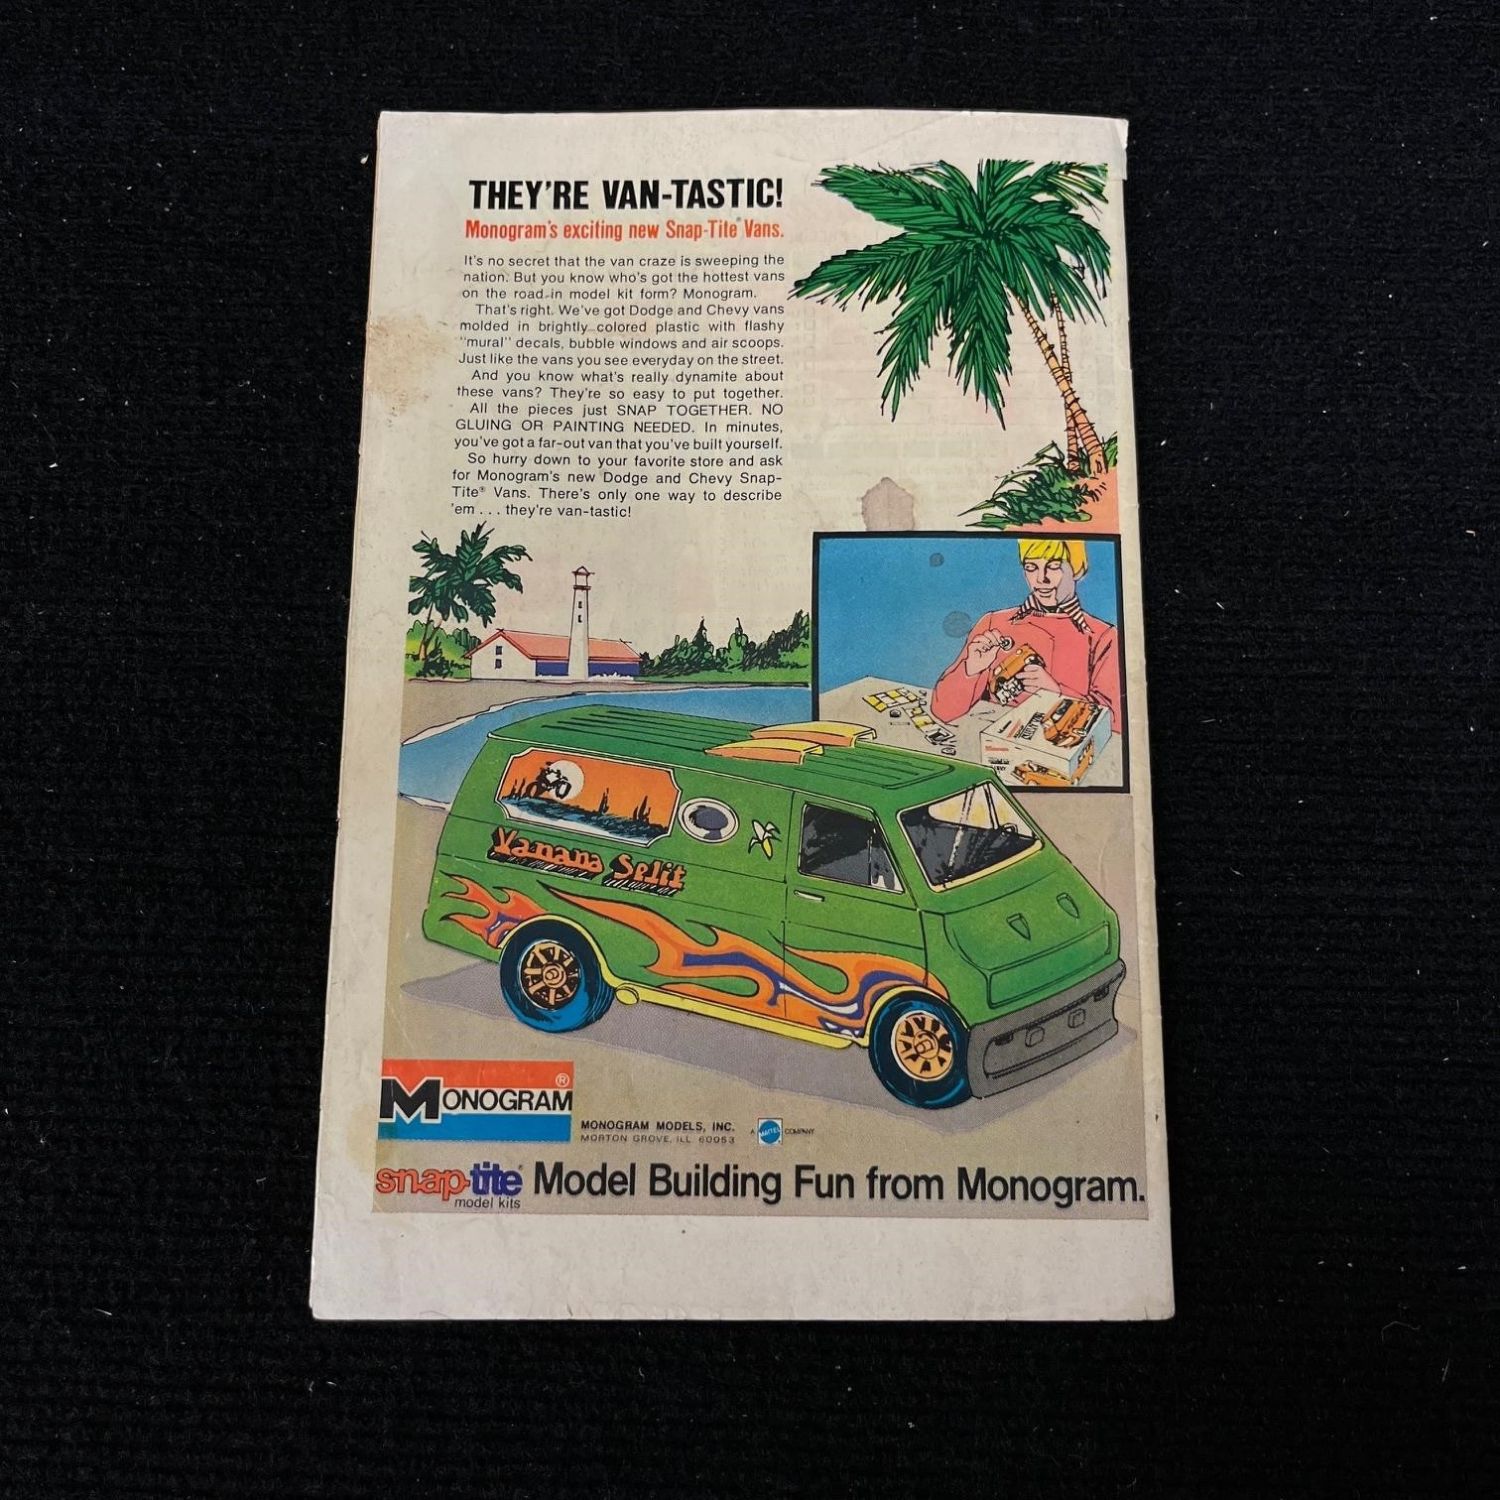 THEY'RE VAN-TASTIC!
Monogram's exciting new Snap-Tite® Vans.
It's no secret that the van craze is sweeping the
nation. But you know who's got the hottest vans
on the road in model kit form? Monogram.
That's right. We've got Dodge and Chevy vans
molded in brightly colored plastic with flashy
"mural" decals, bubble windows and air scoops.
Just like the vans you see everyday on the street.
And you know what's really dynamite about
these vans? They're so easy to put together.
All the pieces just SNAP TOGETHER. NO
GLUING OR PAINTING NEEDED. In minutes,
you've got a far-out van that you've built yourself.
So hurry down to your favorite store and ask
for Monogram's new Dodge and Chevy Snap-
Tite® Vans. There's only one way to describe
'em . . . they're van-tastic!
Vanana Split
MONOGRAM®
MONOGRAM MODELS, INC.
MORTON GROVE, ILL 60053
A MATTEL COMPANY
snap-tite® Model Building Fun from Monogram.
model kits